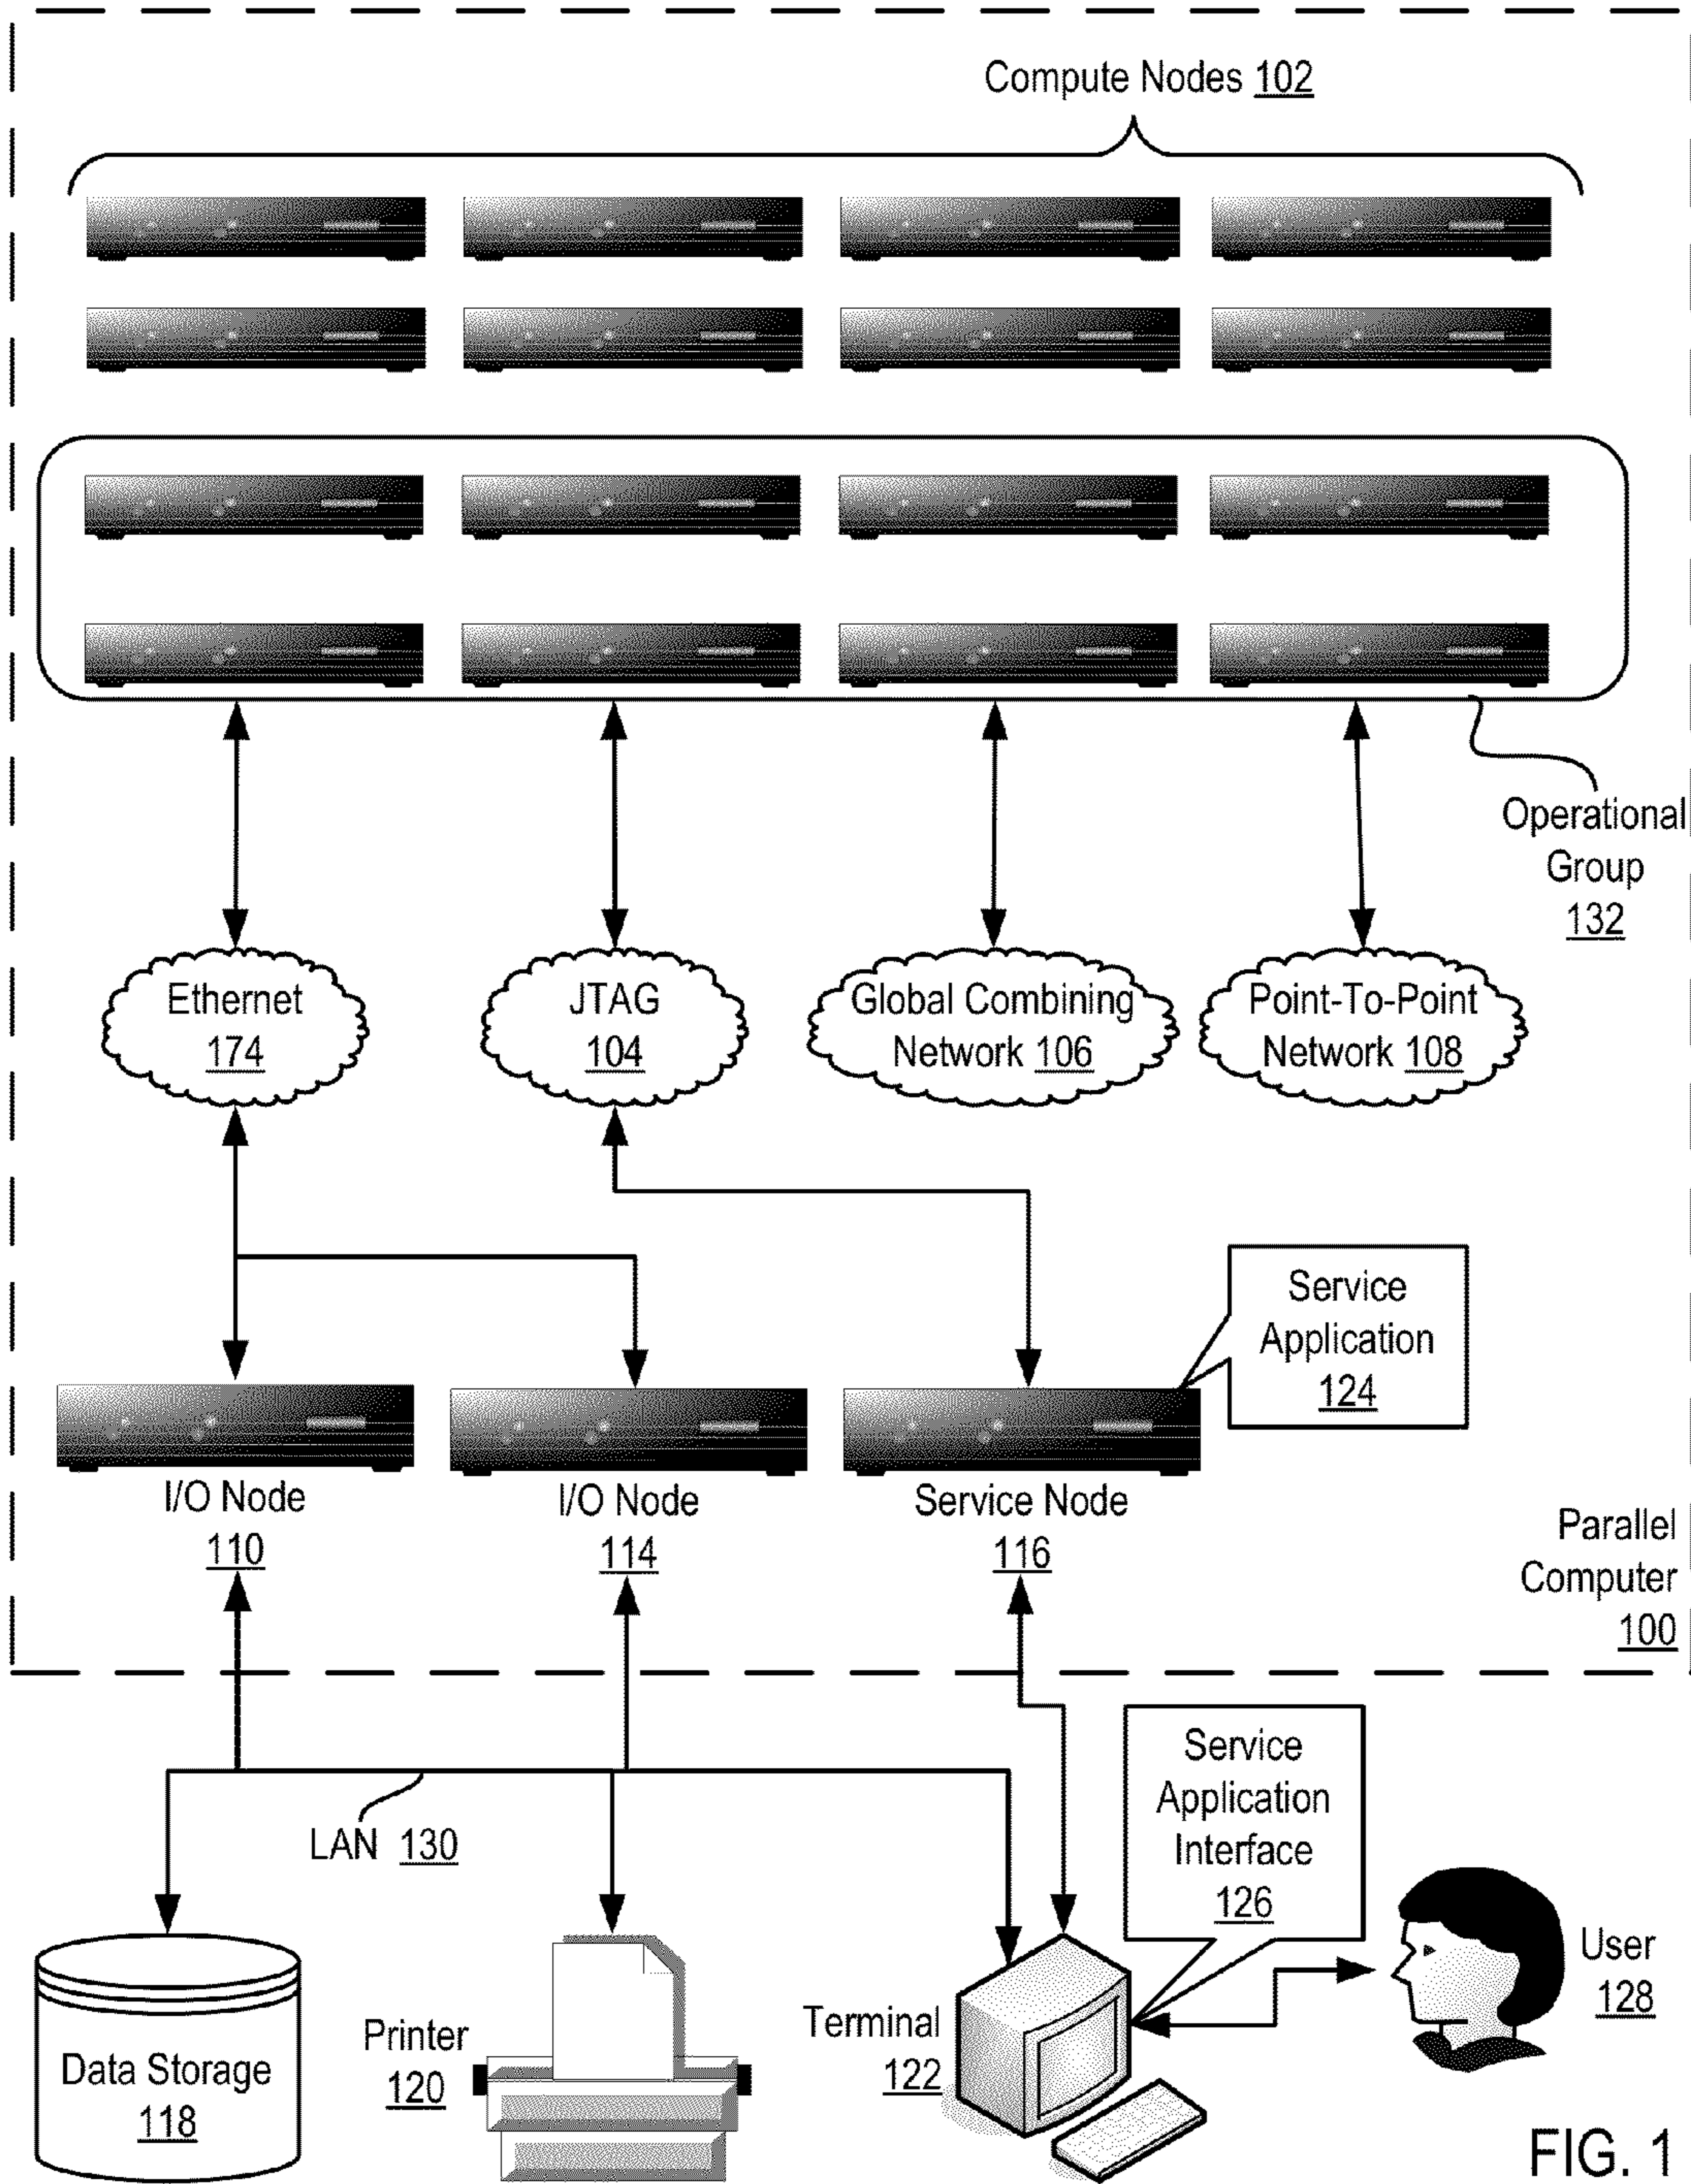 Compute Nodes 102
Operational
Group
132
Ethernet
174
JTAG
104
Global Combining
Network 106
Point-To-Point
Network 108
Service
Application
124
I/O Node
110
I/O Node
114
Service Node
116
Parallel
Computer
100
LAN 130
Service
Application
Interface
126
Data Storage
118
Printer
120
Terminal
122
User
128
FIG. 1